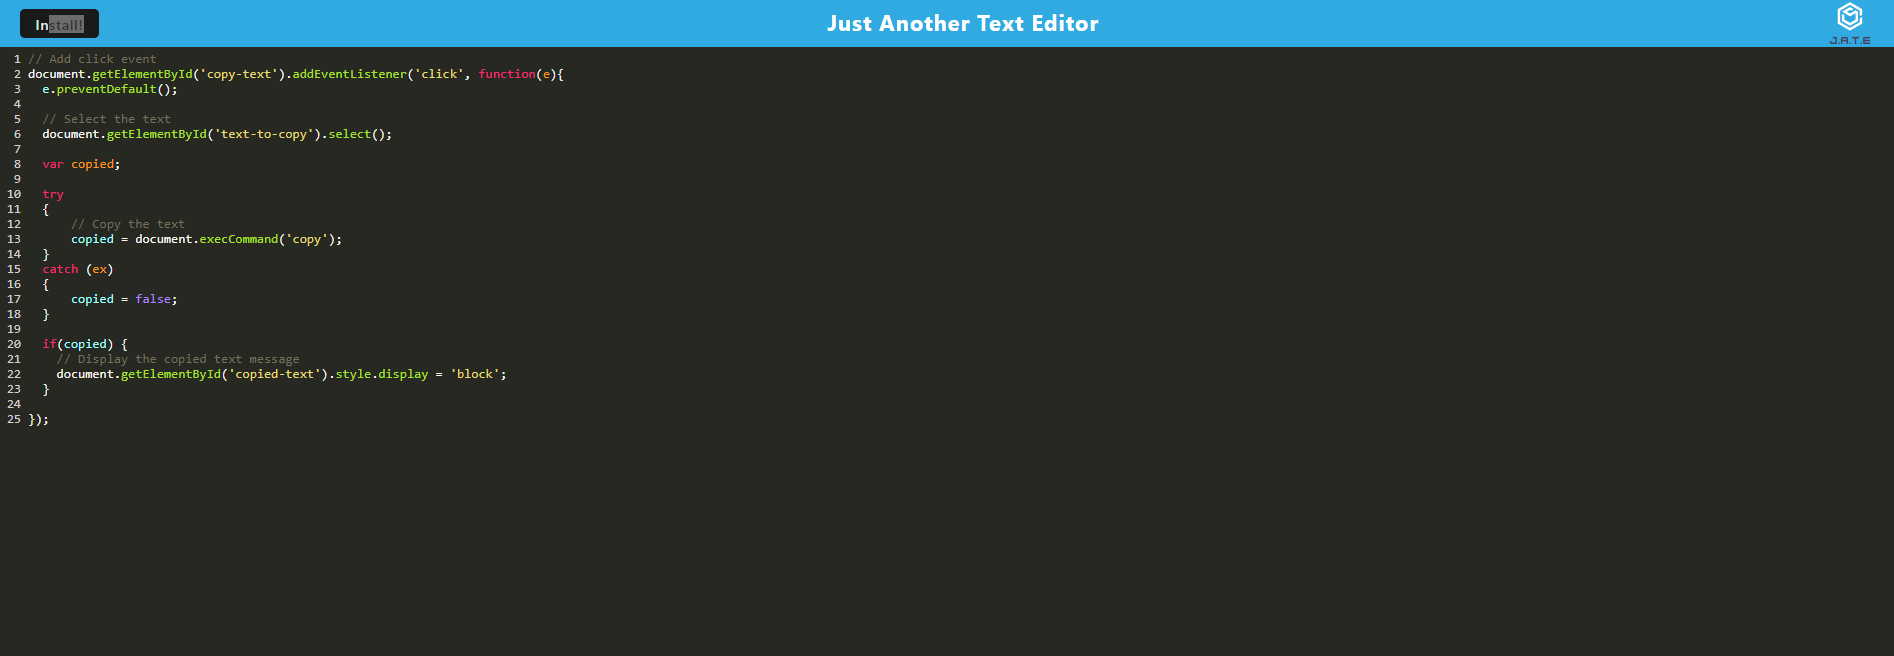 Install!
Just Another Text Editor
J.A.T.E
1 // Add click event
2 document.getElementById('copy-text').addEventListener('click', function(e){
3   e.preventDefault();
4
5   // Select the text
6   document.getElementById('text-to-copy').select();
7
8   var copied;
9
10   try
11   {
12       // Copy the text
13       copied = document.execCommand('copy');
14   }
15   catch (ex)
16   {
17       copied = false;
18   }
19
20   if(copied) {
21     // Display the copied text message
22     document.getElementById('copied-text').style.display = 'block';
23   }
24
25 });